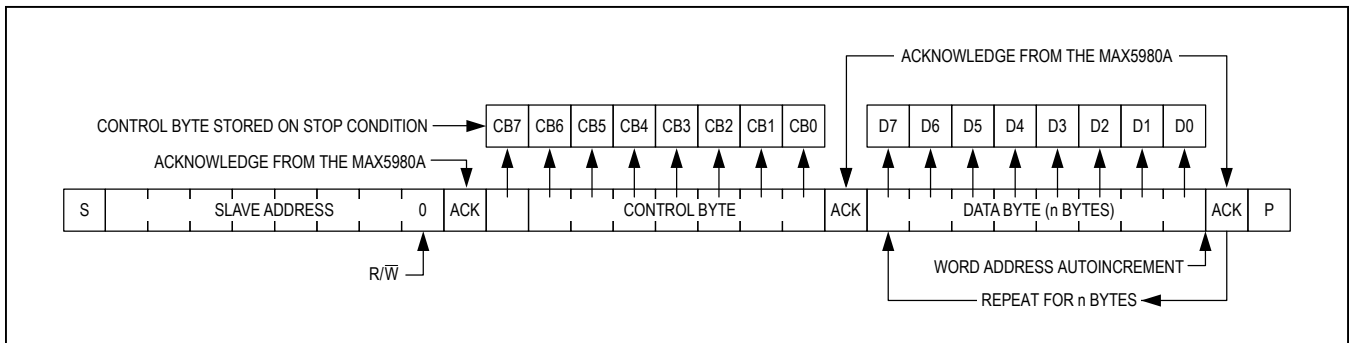 ACKNOWLEDGE FROM THE MAX5980A
CONTROL BYTE STORED ON STOP CONDITION CB7 CB6 CB5 CB4 CB3 CB2 CB1 CB0 D7 D6 D5 D4 D3 D2 D1 D0
ACKNOWLEDGE FROM THE MAX5980A
S SLAVE ADDRESS 0 ACK CONTROL BYTE ACK DATA BYTE (n BYTES) ACK P
R/W̅ WORD ADDRESS AUTOINCREMENT
REPEAT FOR n BYTES